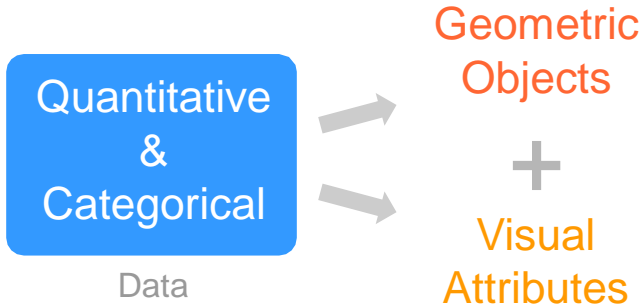 Quantitative
&
Categorical
Data
Geometric
Objects
+
Visual
Attributes